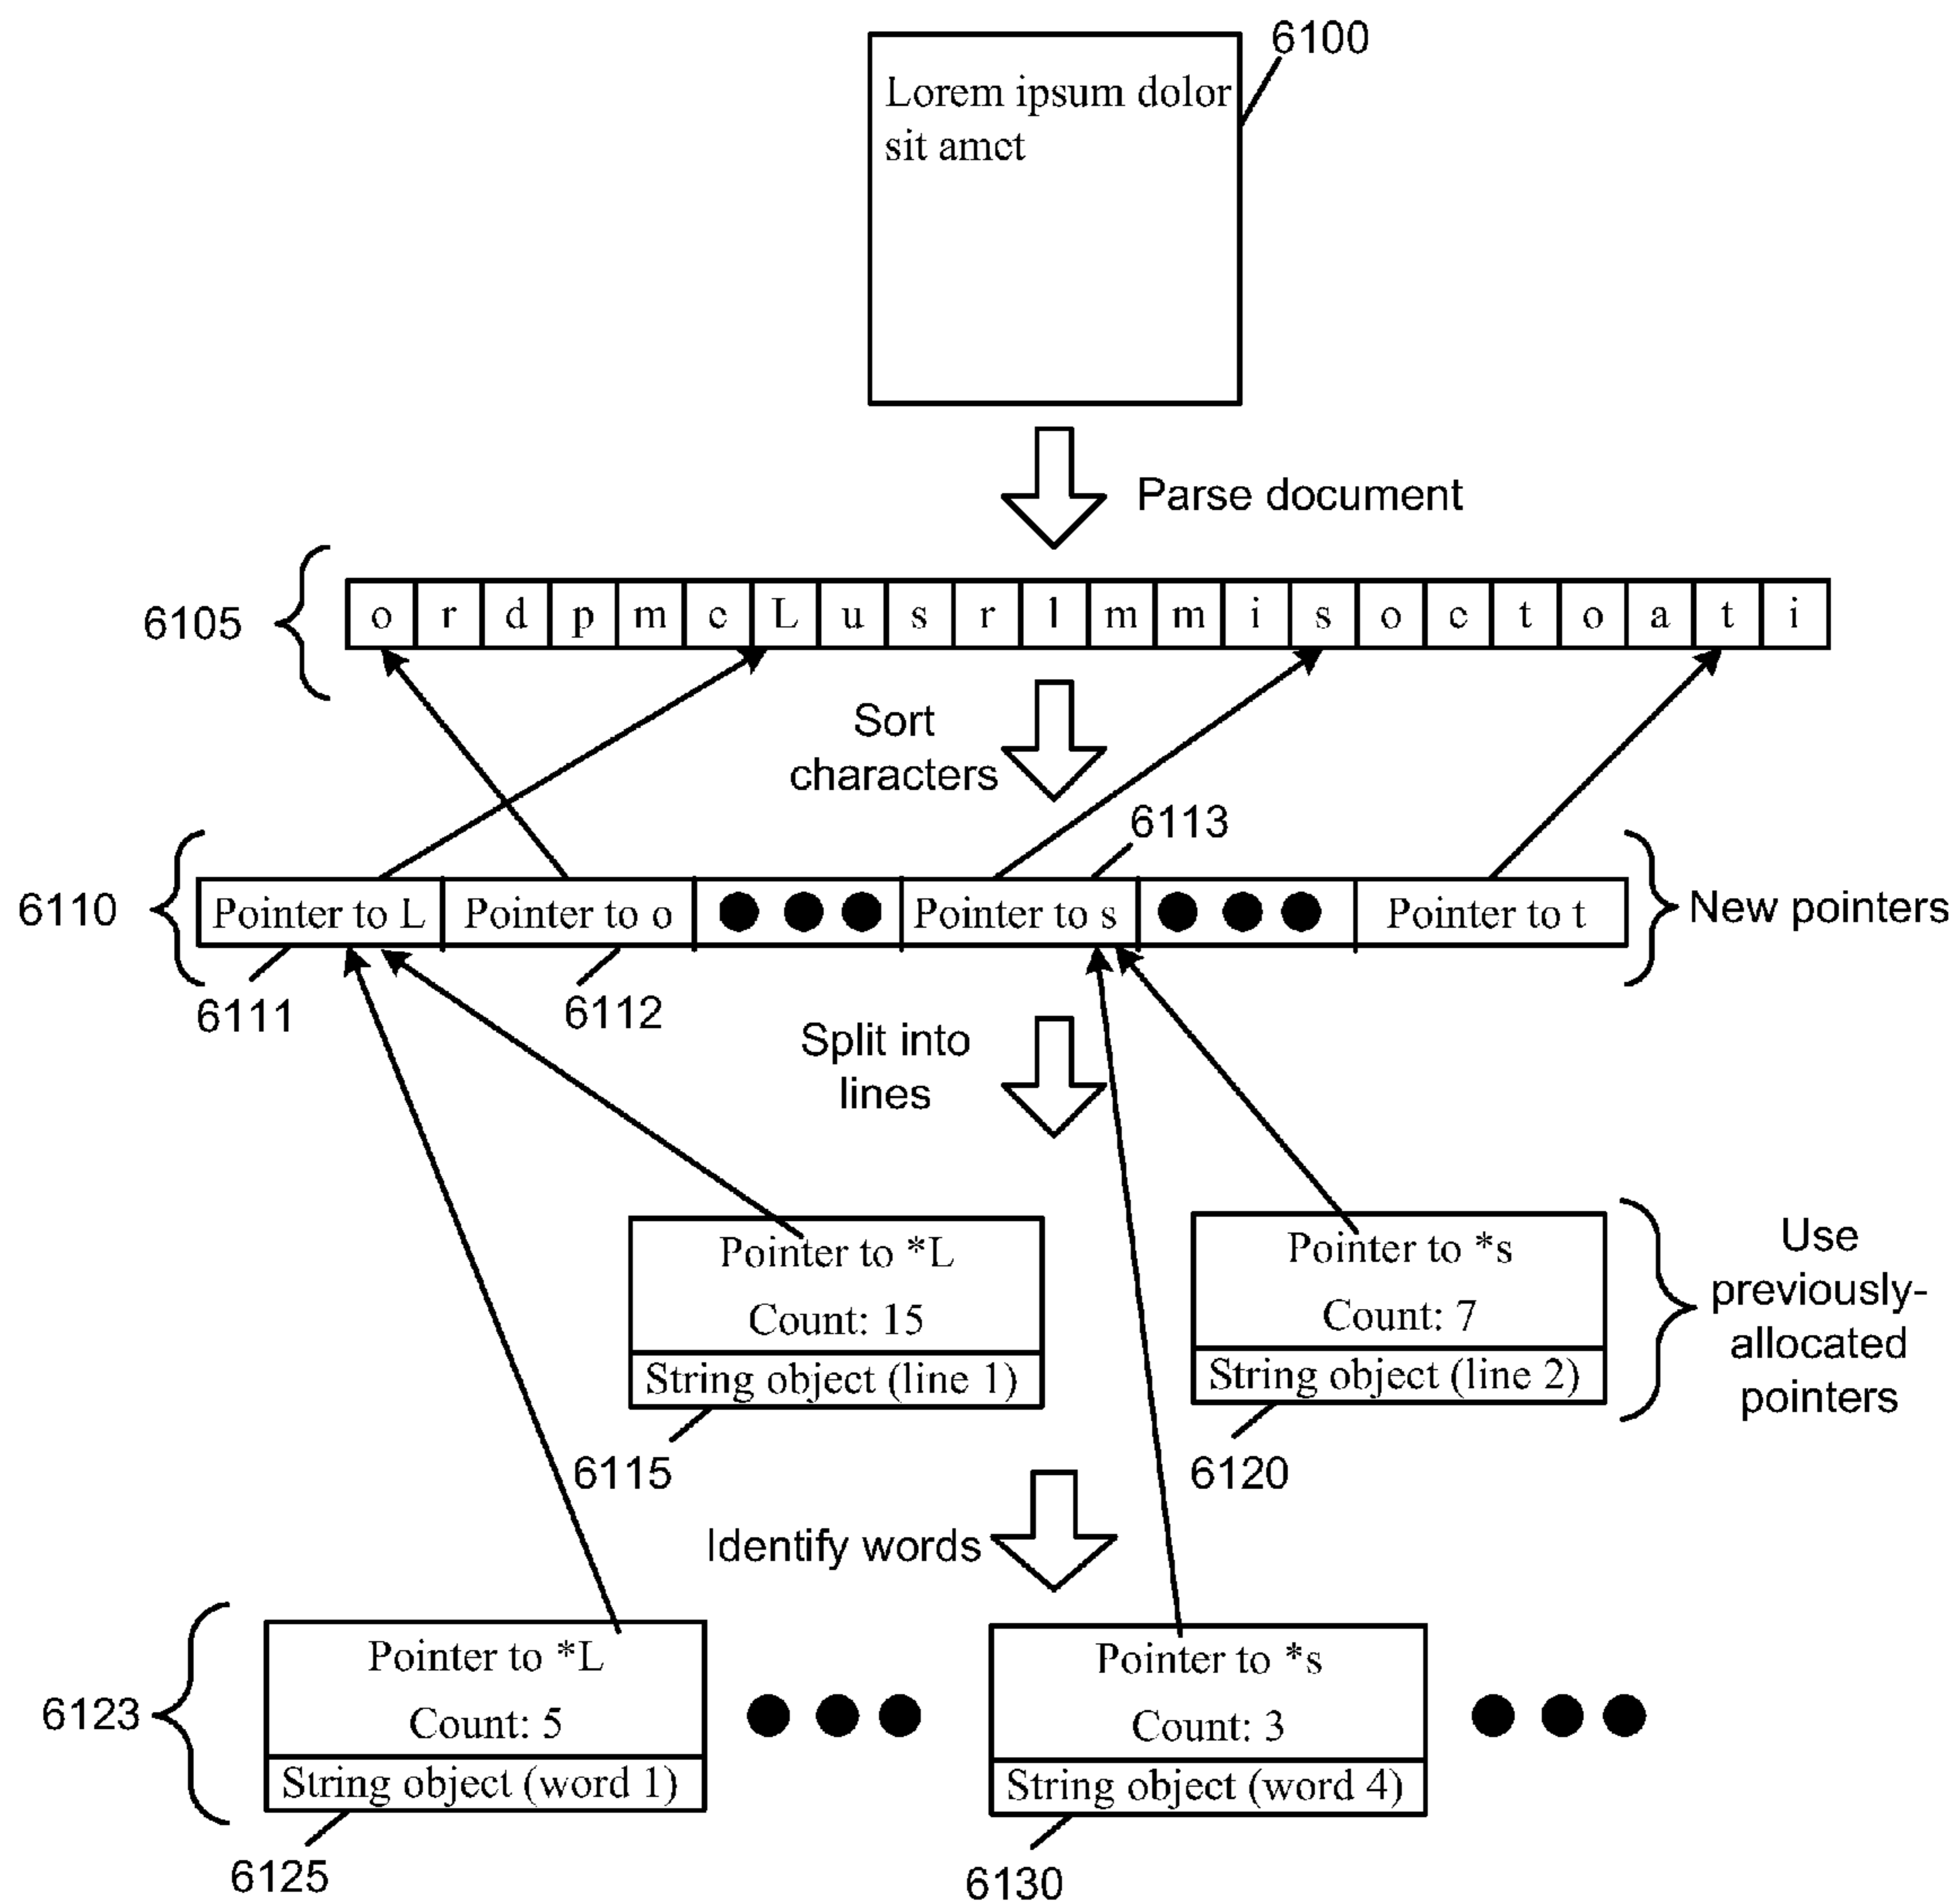 6100
Lorem ipsum dolor
sit amet
Parse document
6105
o r d p m e L u s r l m m i s o e t o a t i
Sort
characters
6113
6110
Pointer to L Pointer to o ●●● Pointer to s ●●● Pointer to t
New pointers
6111
6112
Split into
lines
Pointer to *L
Count: 15
String object (line 1)
6115
Pointer to *s
Count: 7
String object (line 2)
6120
Use
previously-
allocated
pointers
Identify words
6123
Pointer to *L
Count: 5
String object (word 1)
6125
●●●
Pointer to *s
Count: 3
String object (word 4)
6130
●●●